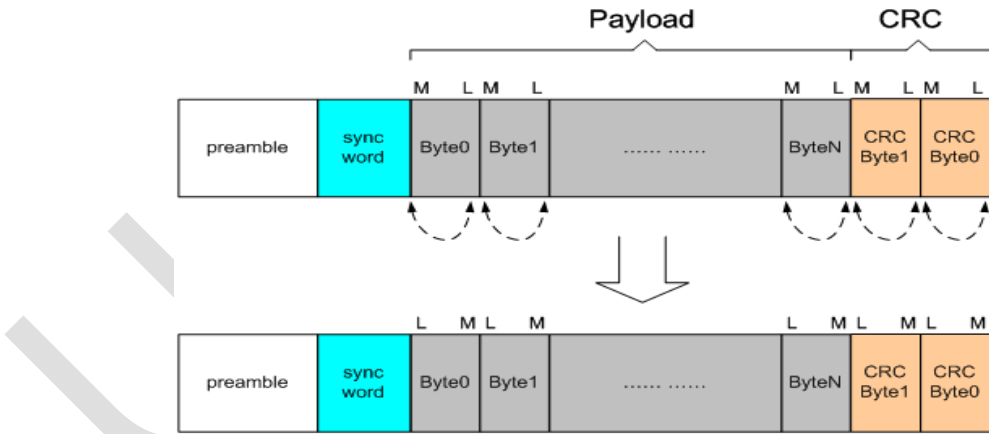 Payload CRC
M L M L M L M L M L
preamble sync word Byte0 Byte1 ...... ...... ByteN CRC Byte1 CRC Byte0
L M L M L M L M L M
preamble sync word Byte0 Byte1 ...... ...... ByteN CRC Byte1 CRC Byte0